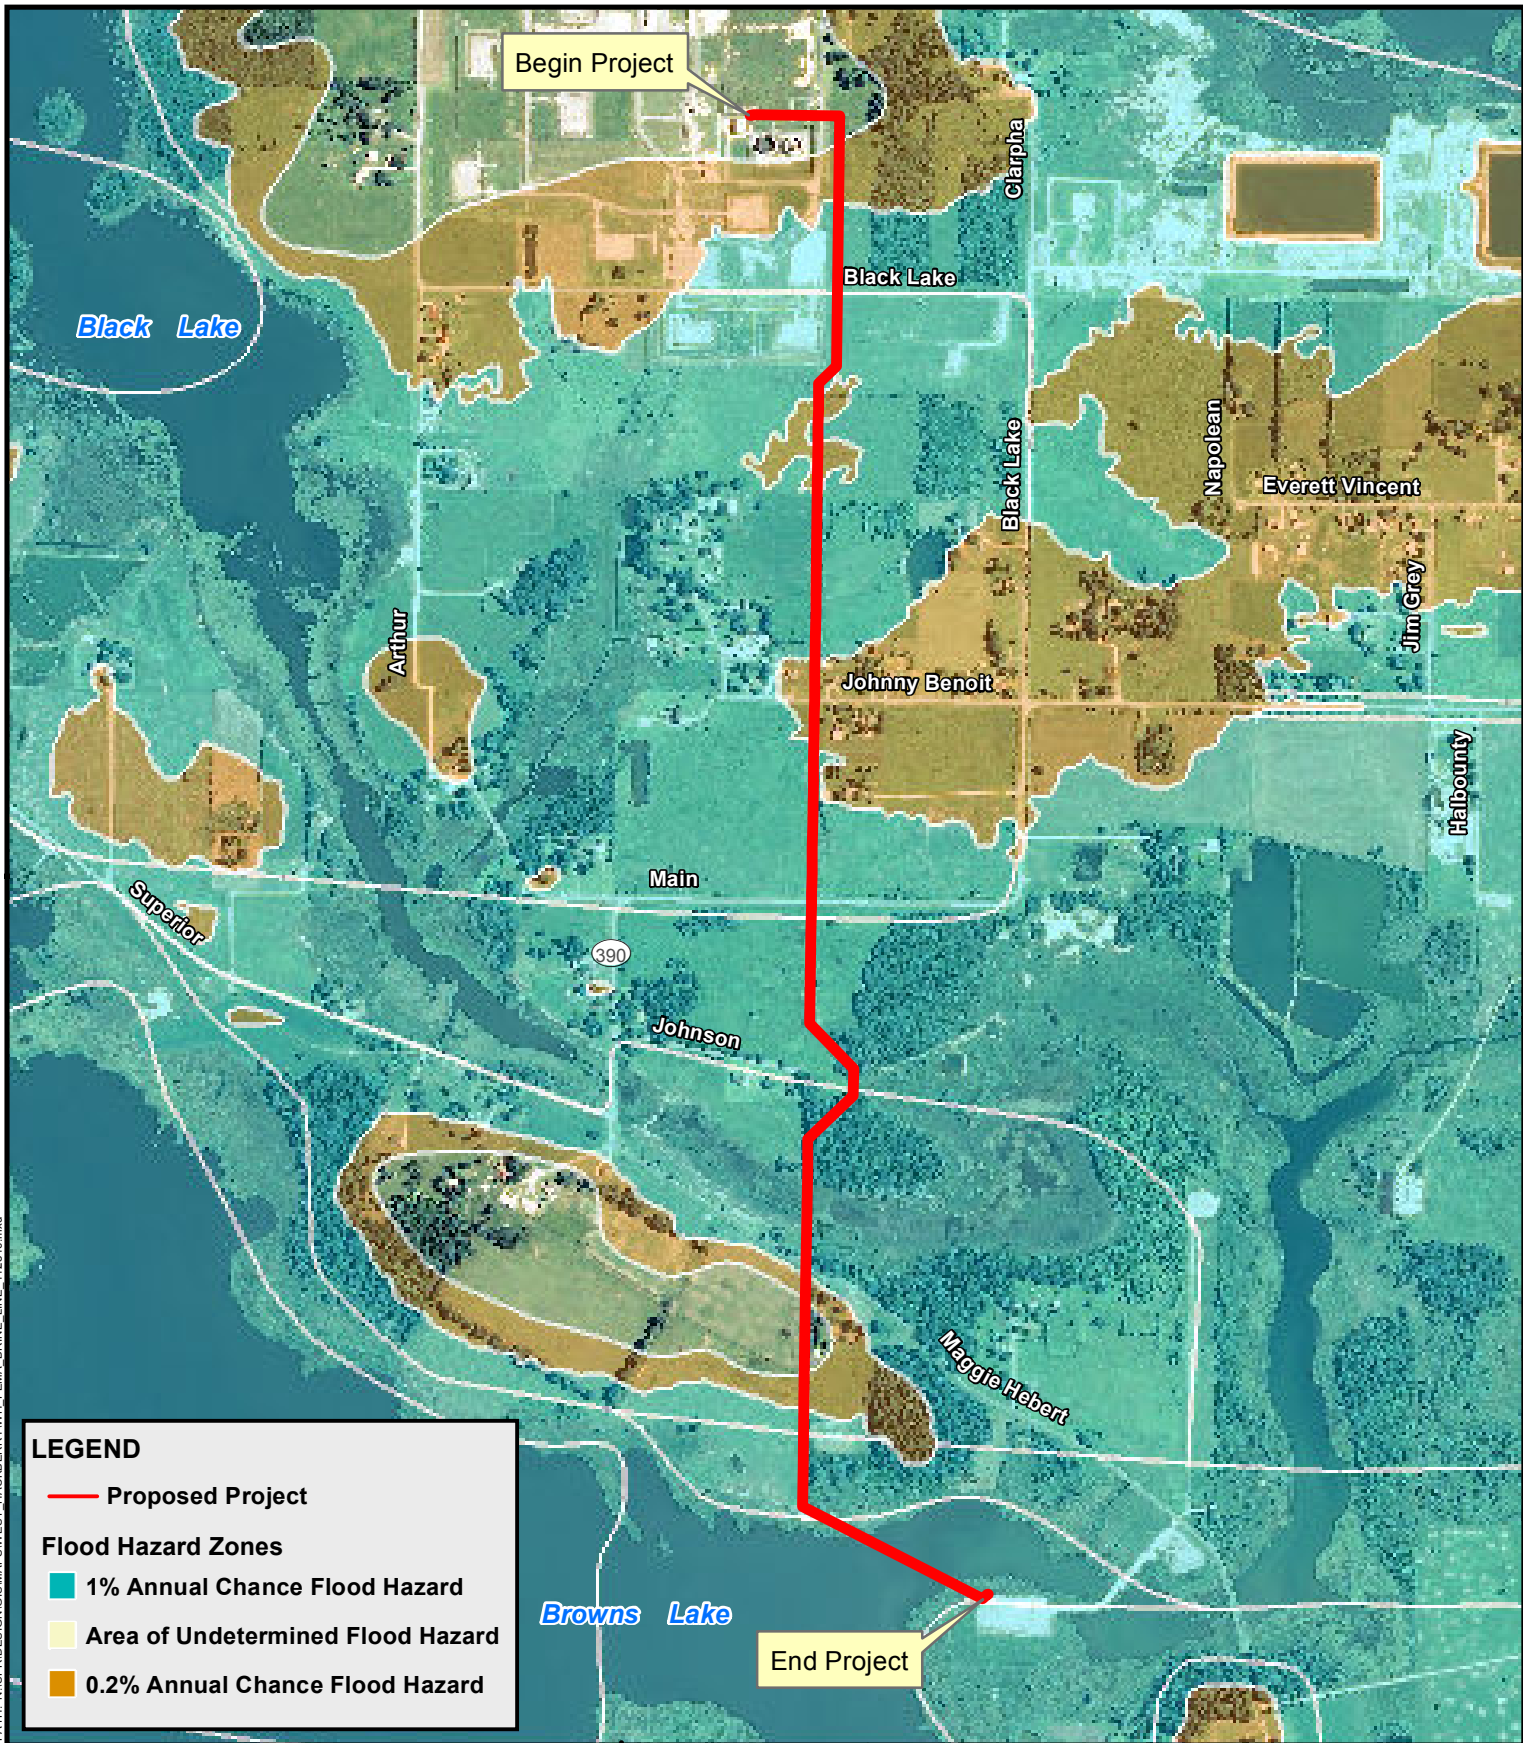 Begin Project
Clarpha
Black Lake
Black Lake
Black Lake
Napolean
Everett Vincent
Jim Grey
Arthur
Johnny Benoit
Halbounty
Main
Superior
390
Johnson
Maggie Hebert
LEGEND
Proposed Project
Flood Hazard Zones
1% Annual Chance Flood Hazard
Area of Undetermined Flood Hazard
0.2% Annual Chance Flood Hazard
Browns Lake
End Project